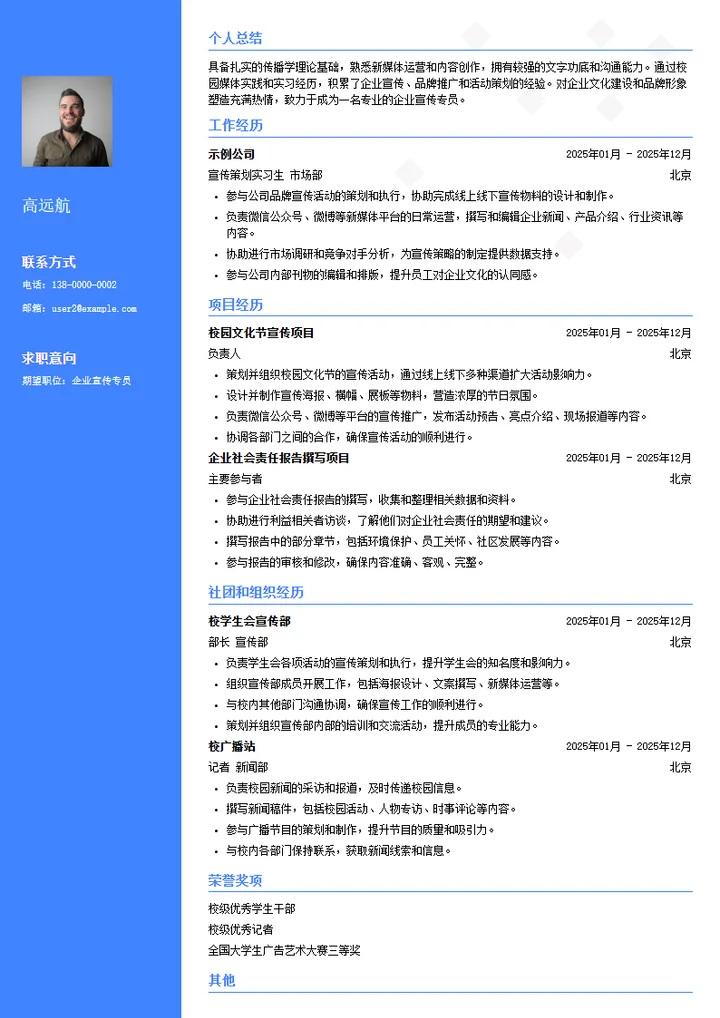 高远航
联系方式
电话：138-0000-0002
邮箱：user2@example.com
求职意向
期望职位：企业宣传专员
个人总结
具备扎实的传播学理论基础，熟悉新媒体运营和内容创作，拥有较强的文字功底和沟通能力。通过校
园媒体实践和实习经历，积累了企业宣传、品牌推广和活动策划的经验。对企业文化建设和品牌形象
塑造充满热情，致力于成为一名专业的企业宣传专员。
工作经历
示例公司 2025年01月 - 2025年12月
宣传策划实习生 市场部 北京
• 参与公司品牌宣传活动的策划和执行，协助完成线上线下宣传物料的设计和制作。
• 负责微信公众号、微博等新媒体平台的日常运营，撰写和编辑企业新闻、产品介绍、行业资讯等
内容。
• 协助进行市场调研和竞争对手分析，为宣传策略的制定提供数据支持。
• 参与公司内部刊物的编辑和排版，提升员工对企业文化的认同感。
项目经历
校园文化节宣传项目 2025年01月 - 2025年12月
负责人 北京
• 策划并组织校园文化节的宣传活动，通过线上线下多种渠道扩大活动影响力。
• 设计并制作宣传海报、横幅、展板等物料，营造浓厚的节日氛围。
• 负责微信公众号、微博等平台的宣传推广，发布活动预告、亮点介绍、现场报道等内容。
• 协调各部门之间的合作，确保宣传活动的顺利进行。
企业社会责任报告撰写项目 2025年01月 - 2025年12月
主要参与者 北京
• 参与企业社会责任报告的撰写，收集和整理相关数据和资料。
• 协助进行利益相关者访谈，了解他们对企业社会责任的期望和建议。
• 撰写报告中的部分章节，包括环境保护、员工关怀、社区发展等内容。
• 参与报告的审核和修改，确保内容准确、客观、完整。
社团和组织经历
校学生会宣传部 2025年01月 - 2025年12月
部长 宣传部 北京
• 负责学生会各项活动的宣传策划和执行，提升学生会的知名度和影响力。
• 组织宣传部成员开展工作，包括海报设计、文案撰写、新媒体运营等。
• 与校内其他部门沟通协调，确保宣传工作的顺利进行。
• 策划并组织宣传部内部的培训和交流活动，提升成员的专业能力。
校广播站 2025年01月 - 2025年12月
记者 新闻部 北京
• 负责校园新闻的采访和报道，及时传递校园信息。
• 撰写新闻稿件，包括校园活动、人物专访、时事评论等内容。
• 参与广播节目的策划和制作，提升节目的质量和吸引力。
• 与校内各部门保持联系，获取新闻线索和信息。
荣誉奖项
校级优秀学生干部
校级优秀记者
全国大学生广告艺术大赛三等奖
其他